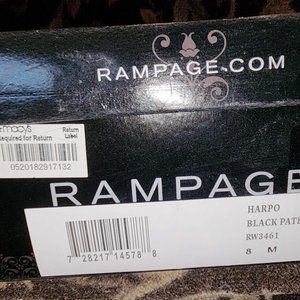 RAMPAGE.COM
macys
Required for Return
Return
Label
0520182917132
RAMPAGE
HARPO
BLACK PATE
RW3461
8 M
7 28217 14578 8